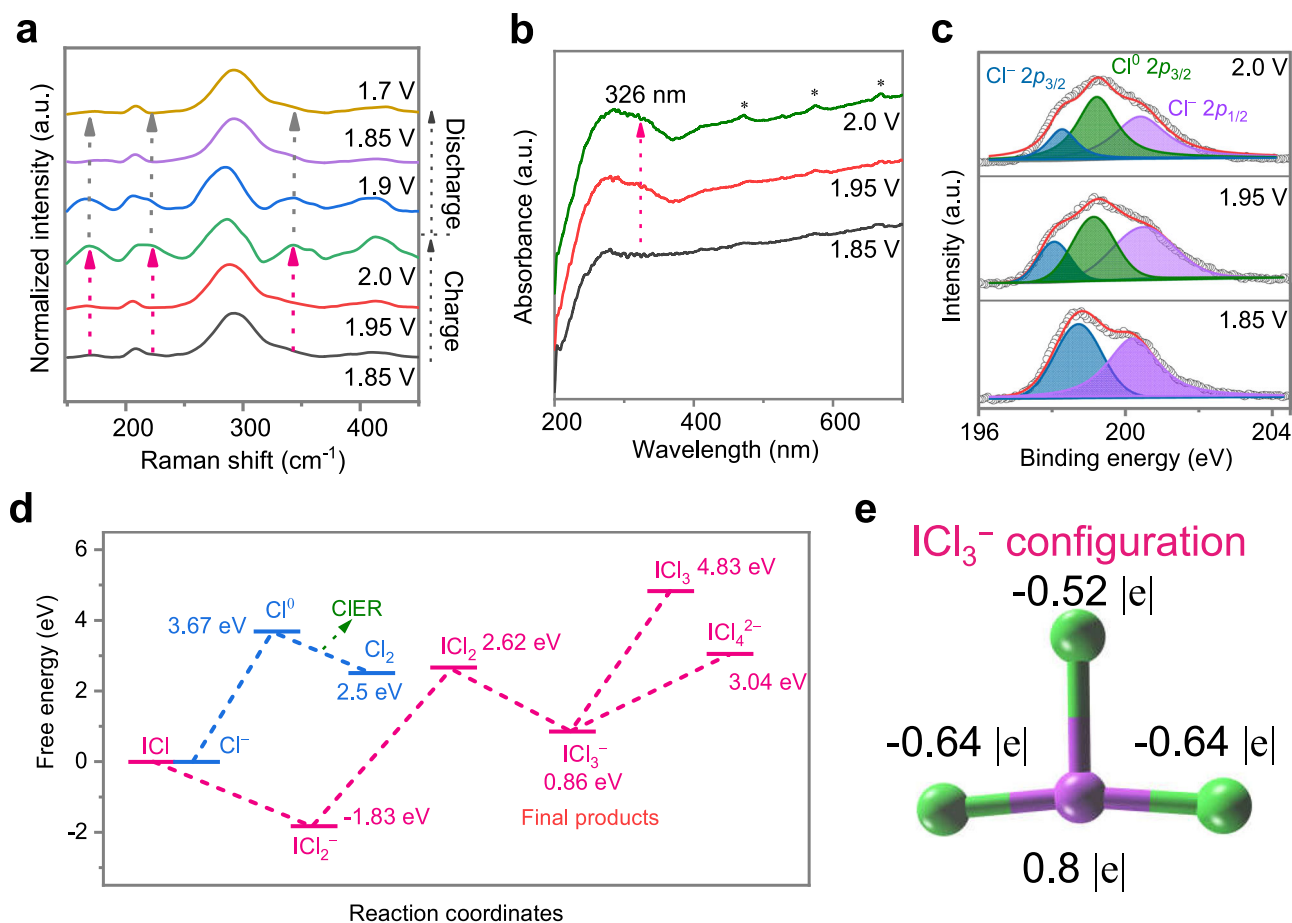 a
Normalized intensity (a.u.)
1.7 V
1.85 V
1.9 V
2.0 V
1.95 V
1.85 V
Discharge
Charge
200
300
400
Raman shift (cm⁻¹)
b
Absorbance (a.u.)
326 nm
*
*
*
2.0 V
1.95 V
1.85 V
200
400
600
Wavelength (nm)
c
Intensity (a.u.)
Cl⁻ 2p3/2
Cl⁰ 2p3/2
Cl⁻ 2p1/2
2.0 V
1.95 V
1.85 V
196
200
204
Binding energy (eV)
d
Free energy (eV)
6
4
2
0
-2
ICl
Cl⁻
3.67 eV
Cl⁰
ClER
Cl₂
2.5 eV
ICl₂⁻
-1.83 eV
ICl₂
2.62 eV
ICl₃⁻
0.86 eV
Final products
ICl₃
4.83 eV
ICl₄²⁻
3.04 eV
Reaction coordinates
e
ICl₃⁻ configuration
-0.52 |e|
-0.64 |e|
-0.64 |e|
0.8 |e|